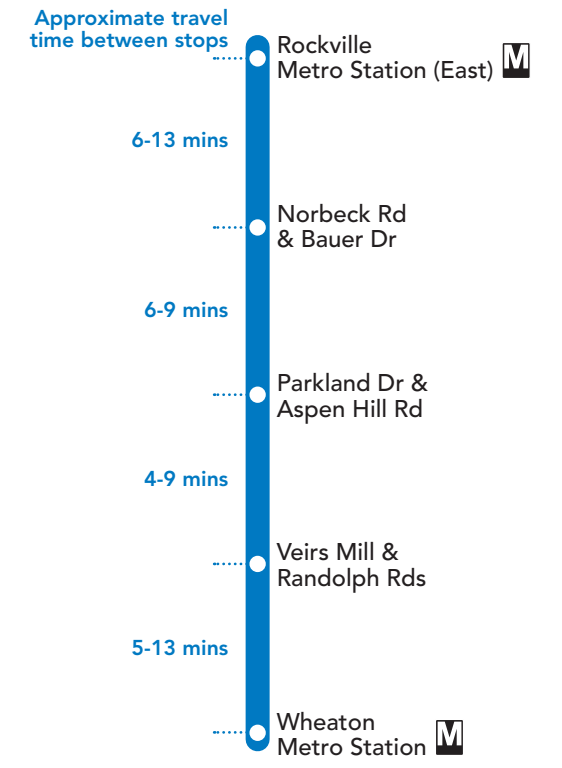 Approximate travel
time between stops
Rockville
Metro Station (East) M
6-13 mins
Norbeck Rd
& Bauer Dr
6-9 mins
Parkland Dr &
Aspen Hill Rd
4-9 mins
Veirs Mill &
Randolph Rds
5-13 mins
Wheaton
Metro Station M